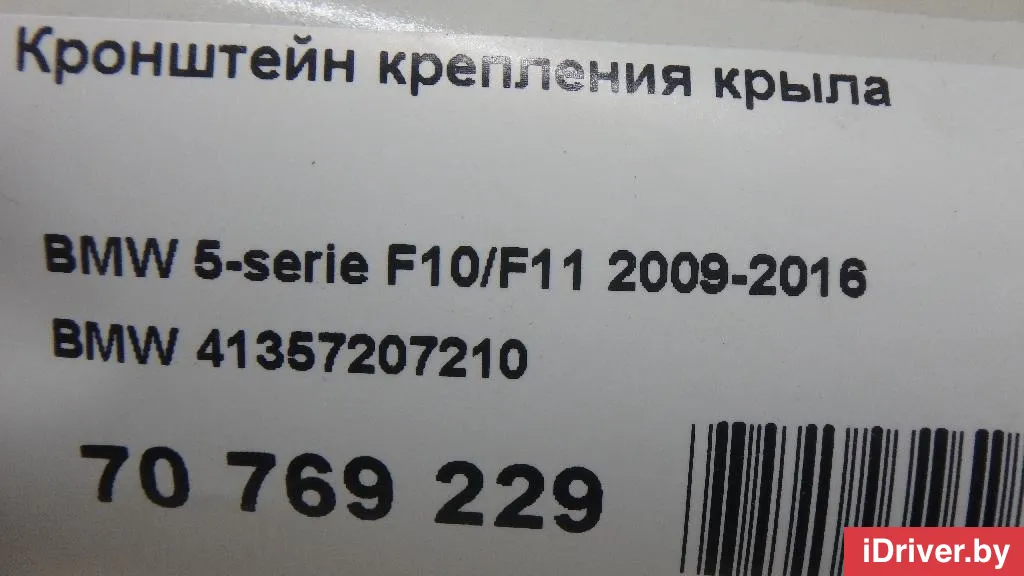 Кронштейн крепления крыла
BMW 5-serie F10/F11 2009-2016
BMW 41357207210
70 769 229
iDriver.by